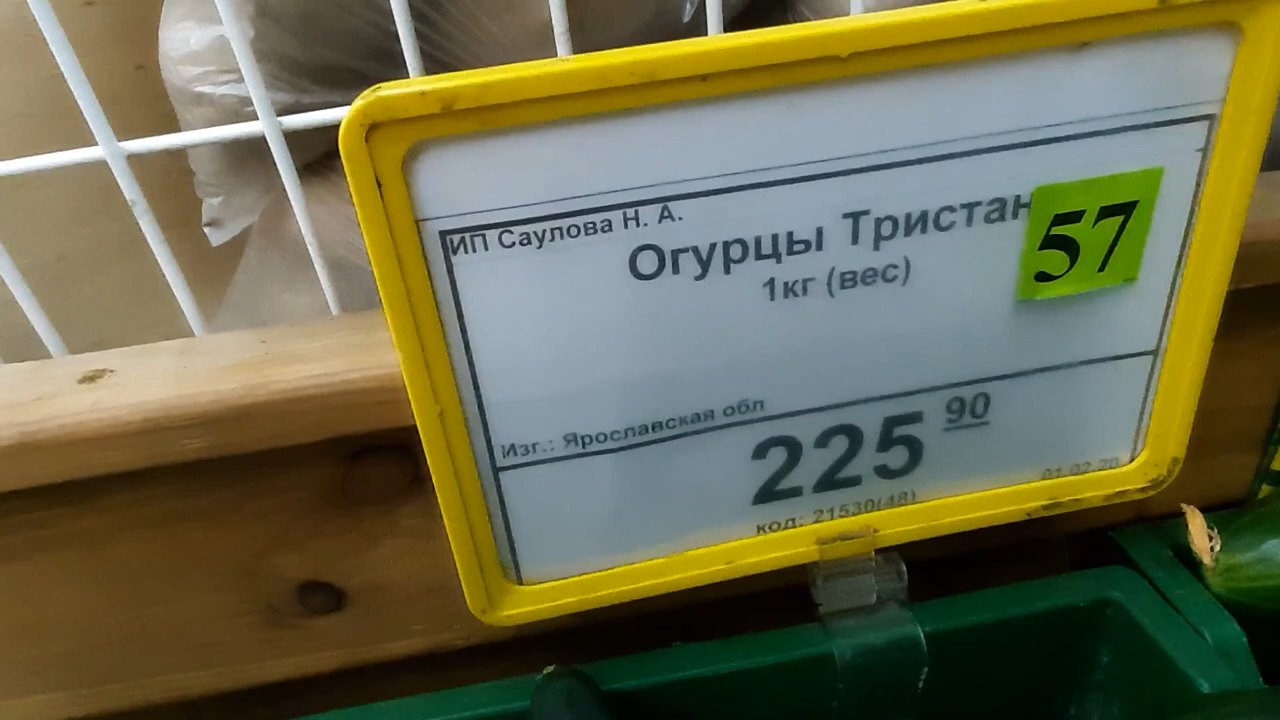 ИП Саулова Н. А.
Огурцы Тристан
57
1кг (вес)
Изг.: Ярославская обл
225 90
код: 21530(48)
01.02.20